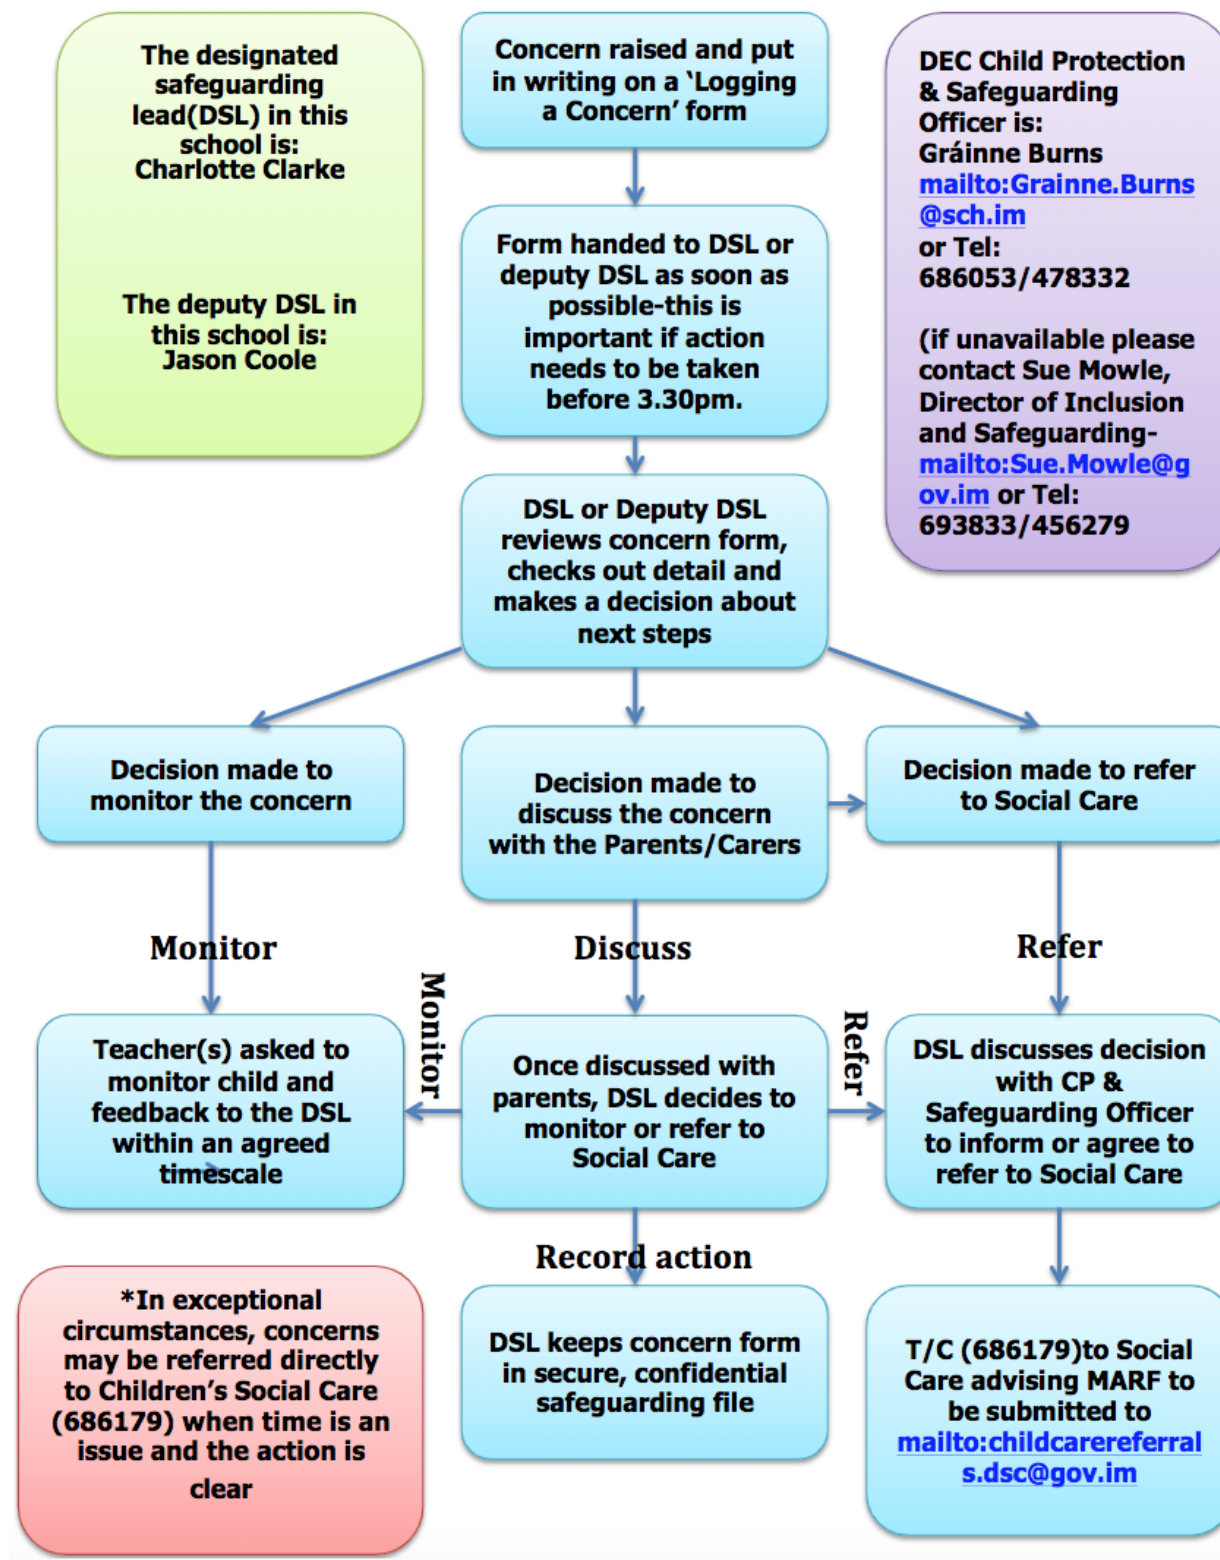 The designated
safeguarding
lead(DSL) in this
school is:
Charlotte Clarke
The deputy DSL in
this school is:
Jason Coole
Concern raised and put
in writing on a ‘Logging
a Concern’ form
DEC Child Protection
& Safeguarding
Officer is:
Gráinne Burns
mailto:Grainne.Burns
@sch.im
or Tel:
686053/478332
(if unavailable please
contact Sue Mowle,
Director of Inclusion
and Safeguarding-
mailto:Sue.Mowle@g
ov.im or Tel:
693833/456279
Form handed to DSL or
deputy DSL as soon as
possible-this is
important if action
needs to be taken
before 3.30pm.
DSL or Deputy DSL
reviews concern form,
checks out detail and
makes a decision about
next steps
Decision made to
monitor the concern
Decision made to
discuss the concern
with the Parents/Carers
Decision made to refer
to Social Care
Monitor
Discuss
Refer
Monitor
Refer
Teacher(s) asked to
monitor child and
feedback to the DSL
within an agreed
timescale
Once discussed with
parents, DSL decides to
monitor or refer to
Social Care
DSL discusses decision
with CP &
Safeguarding Officer
to inform or agree to
refer to Social Care
Record action
*In exceptional
circumstances, concerns
may be referred directly
to Children’s Social Care
(686179) when time is an
issue and the action is
clear
DSL keeps concern form
in secure, confidential
safeguarding file
T/C (686179)to Social
Care advising MARF to
be submitted to
mailto:childcarereferral
s.dsc@gov.im